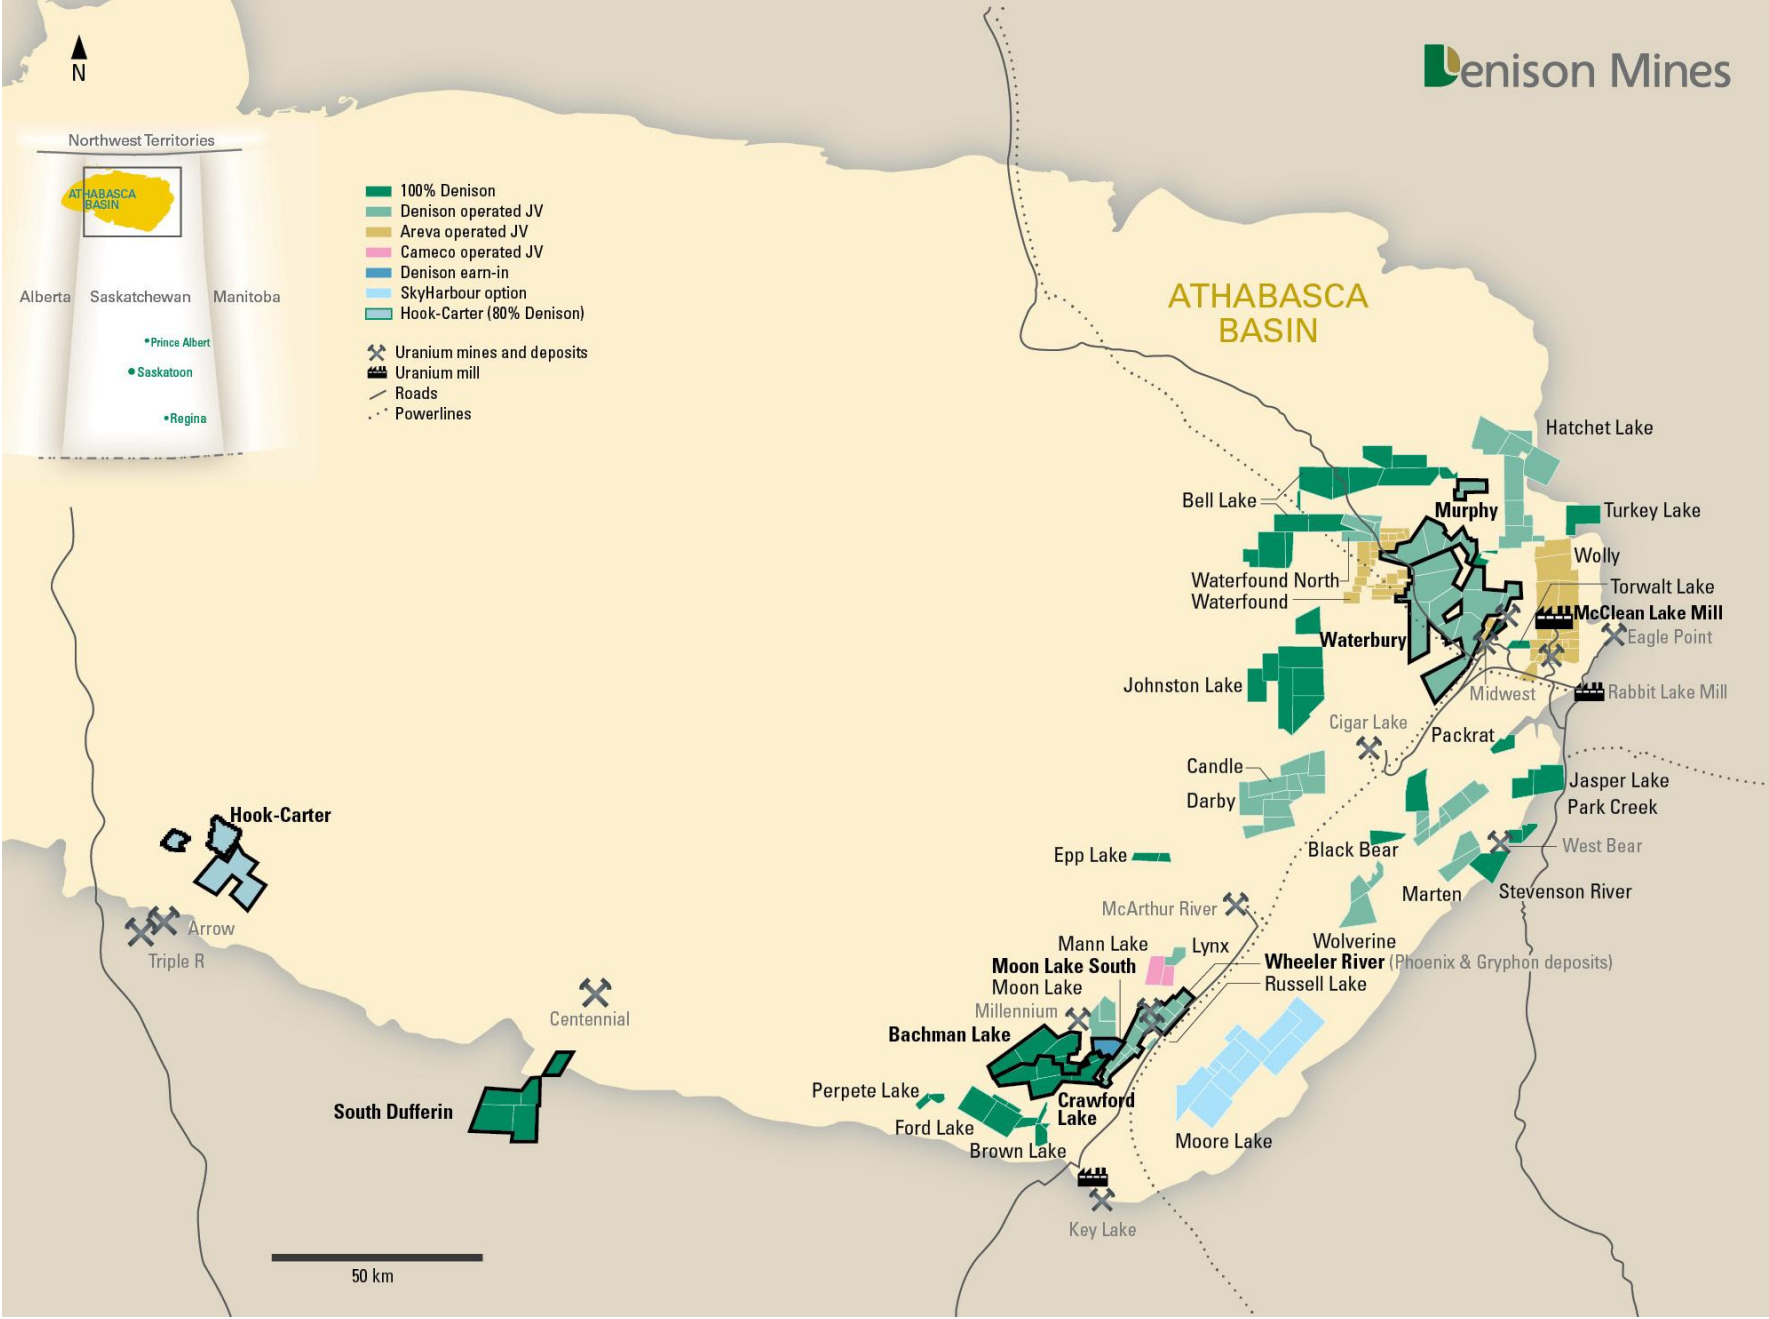 Denison Mines
N
Northwest Territories
ATHABASCA
BASIN
Alberta
Saskatchewan
Manitoba
Prince Albert
Saskatoon
Regina
100% Denison
Denison operated JV
Areva operated JV
Cameco operated JV
Denison earn-in
SkyHarbour option
Hook-Carter (80% Denison)
Uranium mines and deposits
Uranium mill
Roads
Powerlines
ATHABASCA
BASIN
Hatchet Lake
Bell Lake
Murphy
Turkey Lake
Wolly
Waterfound North
Torwalt Lake
Waterfound
McClean Lake Mill
Eagle Point
Waterbury
Johnston Lake
Midwest
Rabbit Lake Mill
Cigar Lake
Packrat
Candle
Jasper Lake
Darby
Park Creek
Hook-Carter
Black Bear
West Bear
Epp Lake
Marten
Stevenson River
McArthur River
Arrow
Triple R
Wolverine
Mann Lake
Lynx
Wheeler River (Phoenix & Gryphon deposits)
Moon Lake South
Russell Lake
Moon Lake
Millennium
Centennial
Bachman Lake
Perpete Lake
Crawford
Lake
South Dufferin
Ford Lake
Brown Lake
Moore Lake
Key Lake
50 km